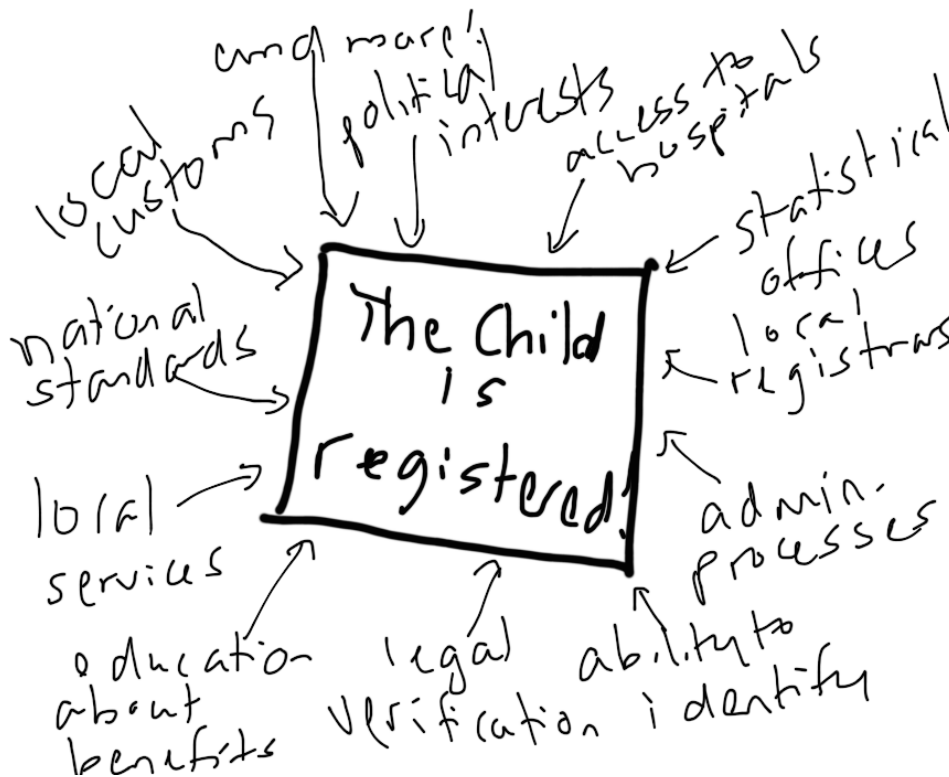 and more!
political
interests
access to
hospitals
local
customs
statistical
offices
national
standards
The Child
is
registered!
local
registrars
local
services
admin.
processes
education
about
benefits
legal
verification
ability to
identify